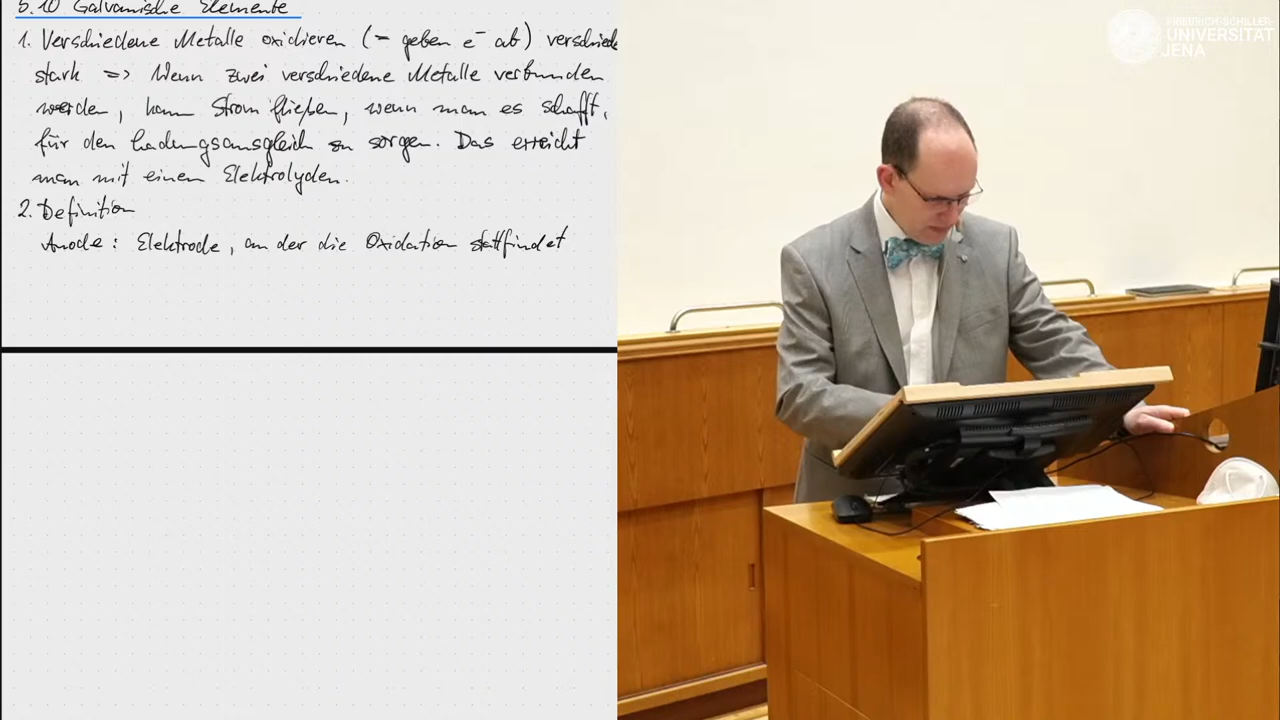 5.10 Galvanische Elemente
1. Verschiedene Metalle oxidieren (= geben e⁻ ab) verschiede
stark => Wenn zwei verschiedene Metalle verbunden
werden, kann Strom fließen, wenn man es schafft,
für den Ladungsausgleich zu sorgen. Das erreicht
man mit einem Elektrolyden.
2. Definition
Anode: Elektrode, an der die Oxidation stattfindet
FRIEDRICH-SCHILLER
UNIVERSITÄT
JENA